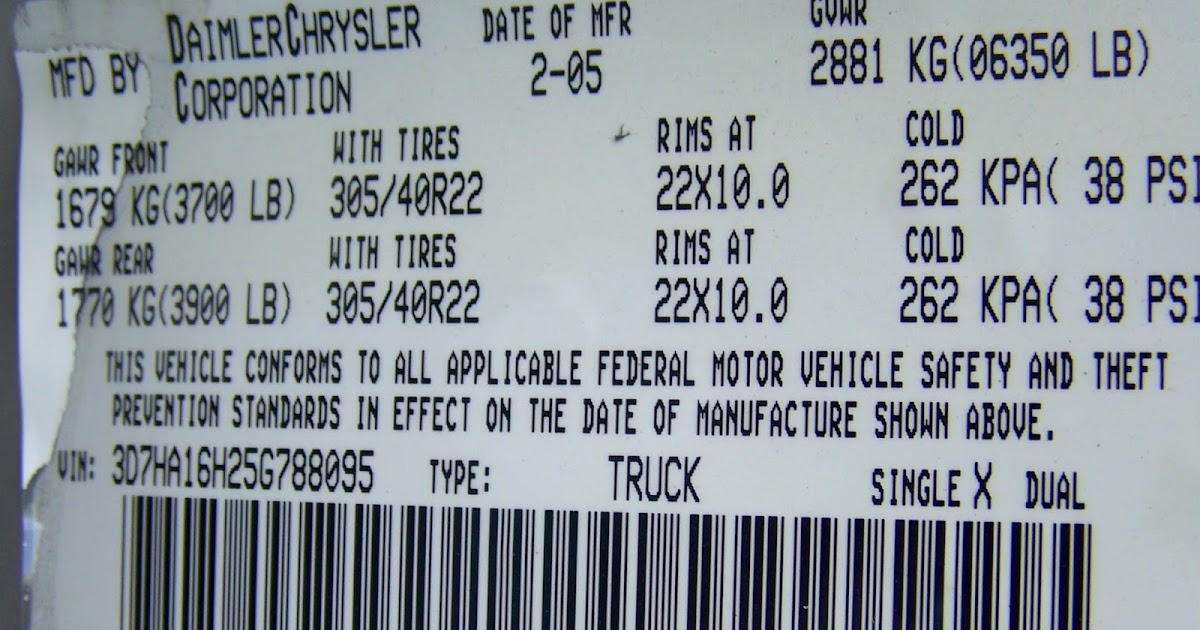 MFD BY DAIMLERCHRYSLER CORPORATION DATE OF MFR 2-05 GVWR 2881 KG(06350 LB)
GAWR FRONT WITH TIRES RIMS AT COLD
1679 KG(3700 LB) 305/40R22 22X10.0 262 KPA( 38 PSI
GAWR REAR WITH TIRES RIMS AT COLD
1770 KG(3900 LB) 305/40R22 22X10.0 262 KPA( 38 PSI
THIS VEHICLE CONFORMS TO ALL APPLICABLE FEDERAL MOTOR VEHICLE SAFETY AND THEFT
PREVENTION STANDARDS IN EFFECT ON THE DATE OF MANUFACTURE SHOWN ABOVE.
VIN: 3D7HA16H25G788095 TYPE: TRUCK SINGLE X DUAL